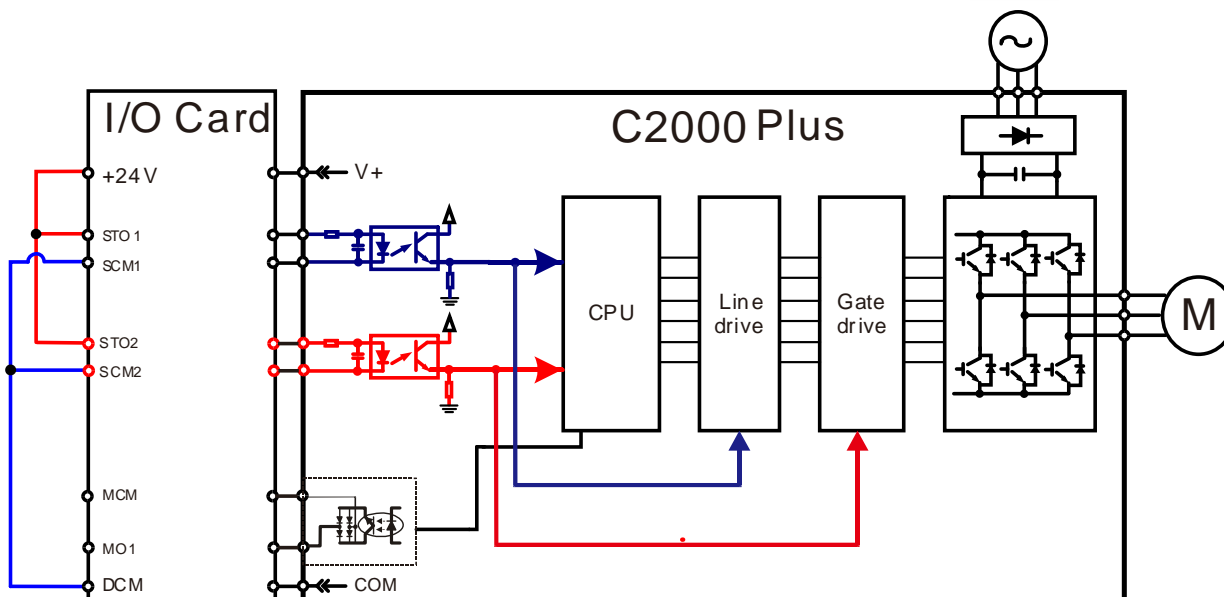 I/O Card
C2000 Plus
+24V
V+
STO1
SCM1
CPU
Line
drive
Gate
drive
M
STO2
SCM2
MCM
MO1
DCM
COM